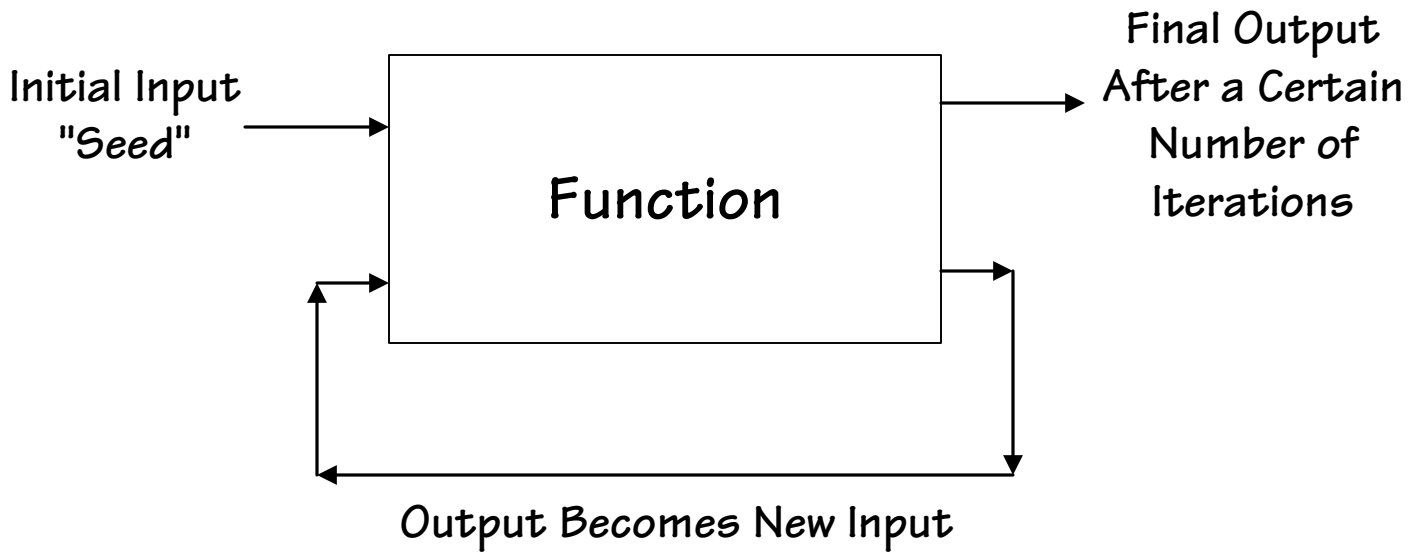 Initial Input
"Seed"
Function
Final Output
After a Certain
Number of
Iterations
Output Becomes New Input